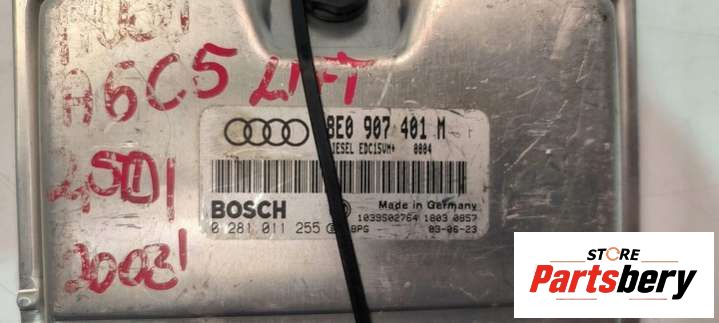 AUDI
A6C5 LIFT
2,5TDI
2003'
8E0 907 401 M
DIESEL EDC15VM+ 0004
Made in Germany
BOSCH
1039S02764 1803 0857
0 281 011 255 BPG 03-06-23
STORE
Partsbery